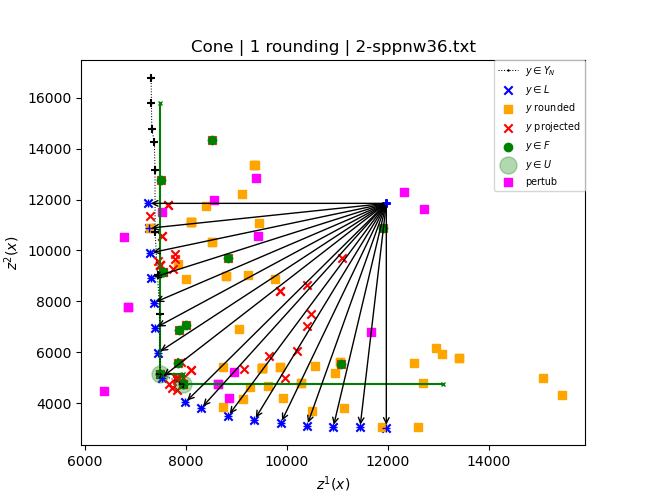 Cone | 1 rounding | 2-sppnw36.txt
y ∈ Y_N
y ∈ L
y rounded
y projected
y ∈ F
y ∈ U
pertub
z²(x)
16000
14000
12000
10000
8000
6000
4000
6000 8000 10000 12000 14000
z¹(x)